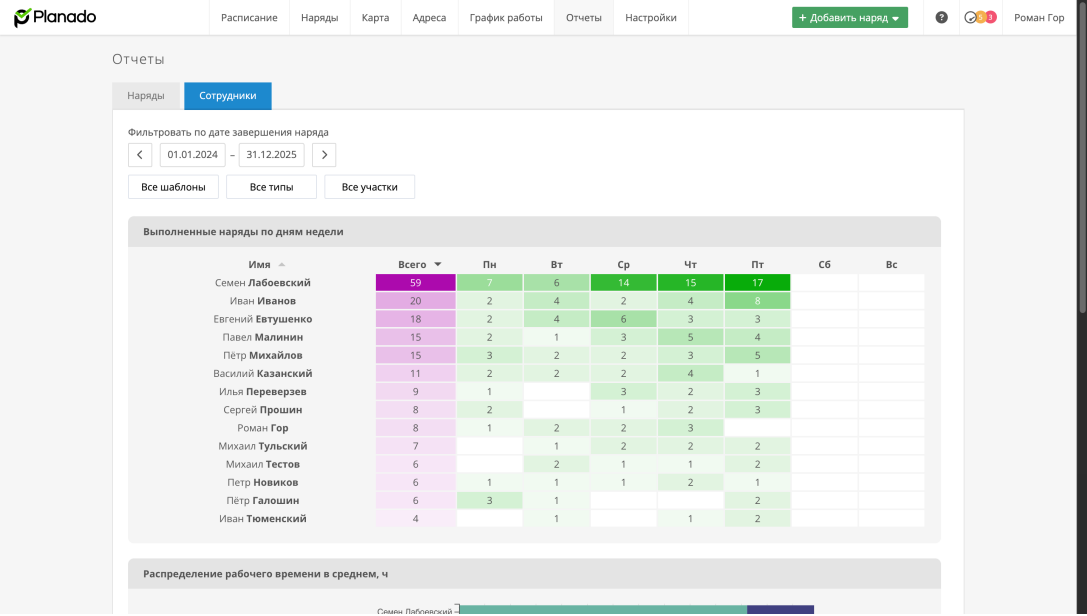 Planado Расписание Наряды Карта Адреса График работы Отчеты Настройки + Добавить наряд ? 5 3 Роман Гор
Отчеты
Наряды Сотрудники
Фильтровать по дате завершения наряда
01.01.2024 – 31.12.2025
Все шаблоны Все типы Все участки
Выполненные наряды по дням недели
Имя Всего Пн Вт Ср Чт Пт Сб Вс
Семен Лабоевский 59 7 6 14 15 17
Иван Иванов 20 2 4 2 4 8
Евгений Евтушенко 18 2 4 6 3 3
Павел Малинин 15 2 1 3 5 4
Пётр Михайлов 15 3 2 2 3 5
Василий Казанский 11 2 2 2 4 1
Илья Переверзев 9 1 3 2 3
Сергей Прошин 8 2 1 2 3
Роман Гор 8 1 2 2 3
Михаил Тульский 7 1 2 2 2
Михаил Тестов 6 2 1 1 2
Петр Новиков 6 1 1 1 2 1
Пётр Галошин 6 3 1 2
Иван Тюменский 4 1 1 2
Распределение рабочего времени в среднем, ч
Семен Лабоевский